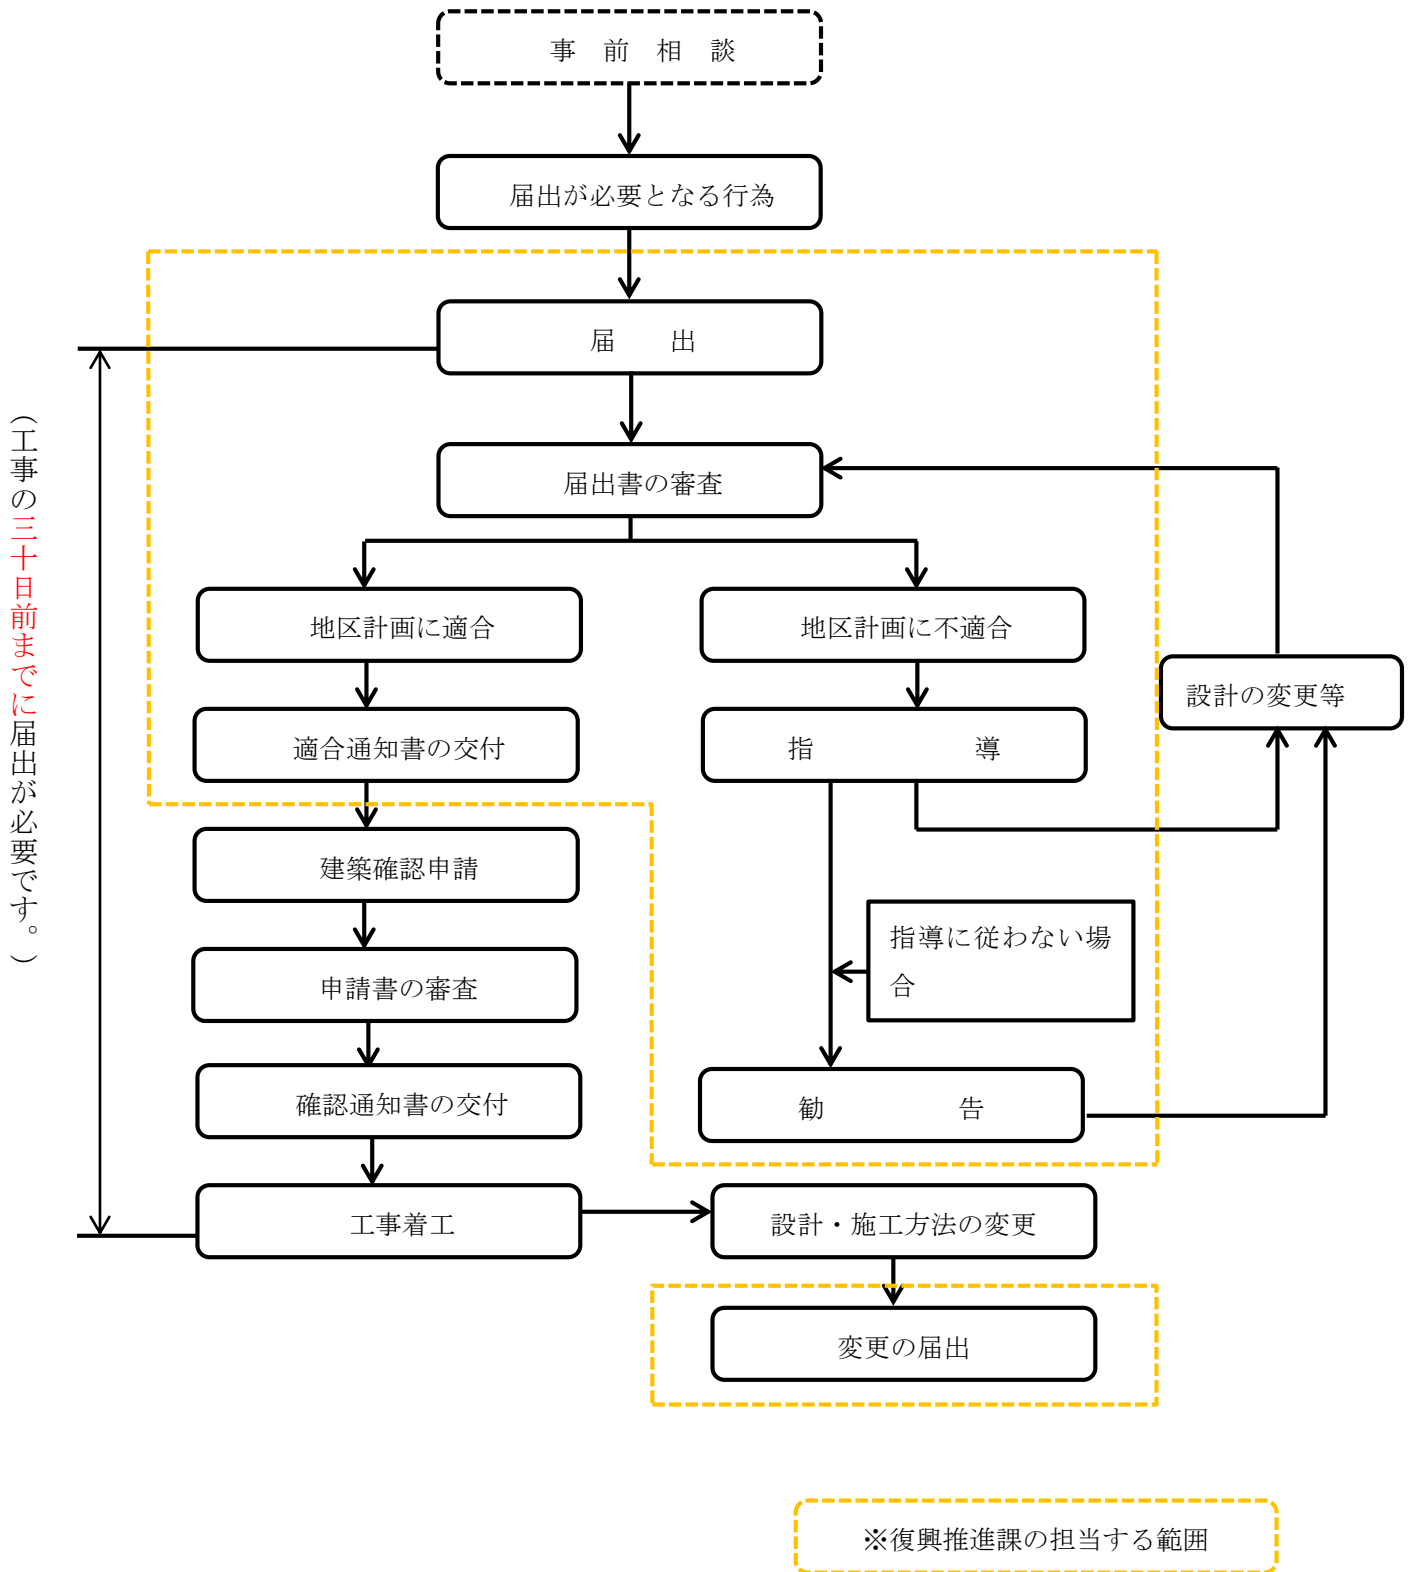 事　前　相　談
届出が必要となる行為
届　　出
届出書の審査
地区計画に適合
地区計画に不適合
設計の変更等
適合通知書の交付
指　　　　　　導
建築確認申請
指導に従わない場
合
申請書の審査
確認通知書の交付
勧　　　　　告
工事着工
設計・施工方法の変更
変更の届出
（工事の三十日前までに届出が必要です。）
※復興推進課の担当する範囲